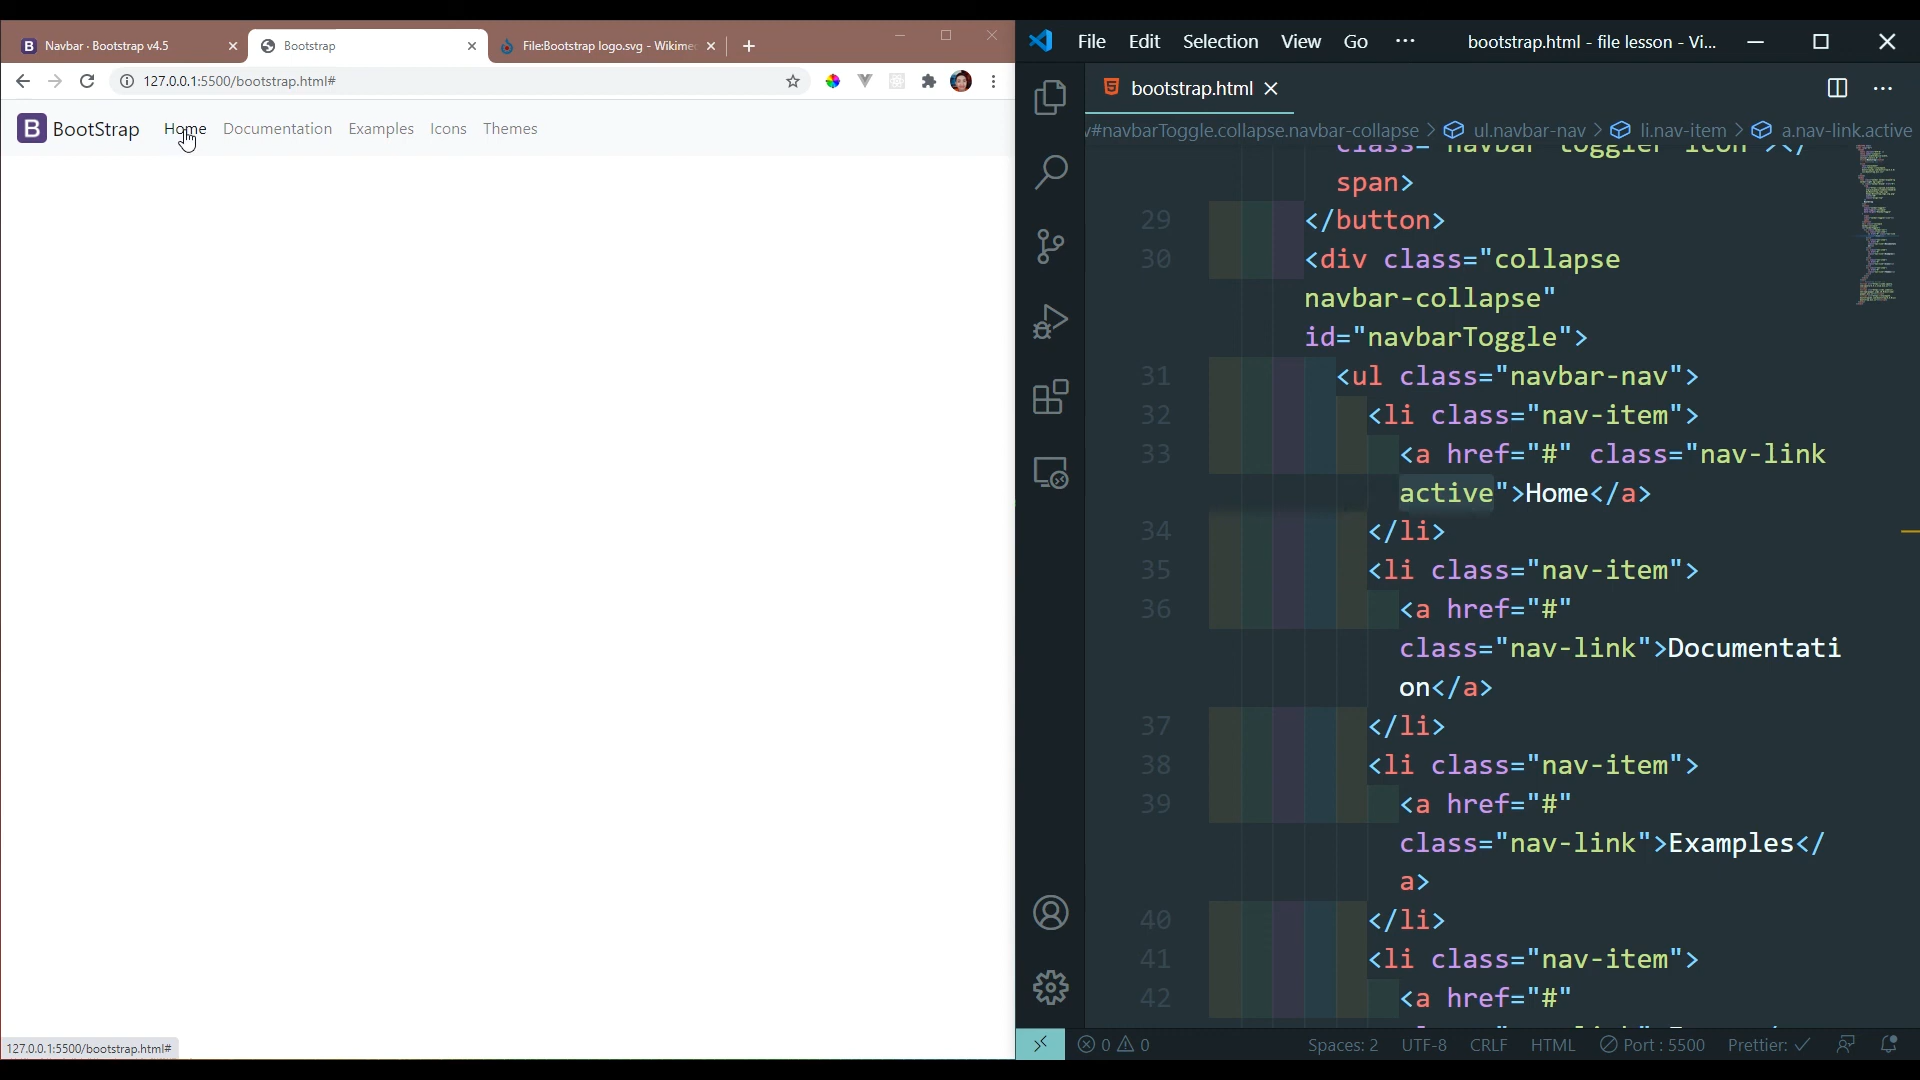 Navbar · Bootstrap v4.5
Bootstrap
File:Bootstrap logo.svg - Wikime
127.0.0.1:5500/bootstrap.html#
B BootStrap Home Documentation Examples Icons Themes
127.0.0.1:5500/bootstrap.html#
File Edit Selection View Go ··· bootstrap.html - file lesson - Vi...
bootstrap.html
#navbarToggle.collapse.navbar-collapse > ul.navbar-nav > li.nav-item > a.nav-link.active
class="navbar-toggler-icon"></
span>
29 </button>
30 <div class="collapse
navbar-collapse"
id="navbarToggle">
31 <ul class="navbar-nav">
32 <li class="nav-item">
33 <a href="#" class="nav-link
active">Home</a>
34 </li>
35 <li class="nav-item">
36 <a href="#"
class="nav-link">Documentati
on</a>
37 </li>
38 <li class="nav-item">
39 <a href="#"
class="nav-link">Examples</
a>
40 </li>
41 <li class="nav-item">
42 <a href="#"
0 0 Spaces: 2 UTF-8 CRLF HTML Port : 5500 Prettier: ✓